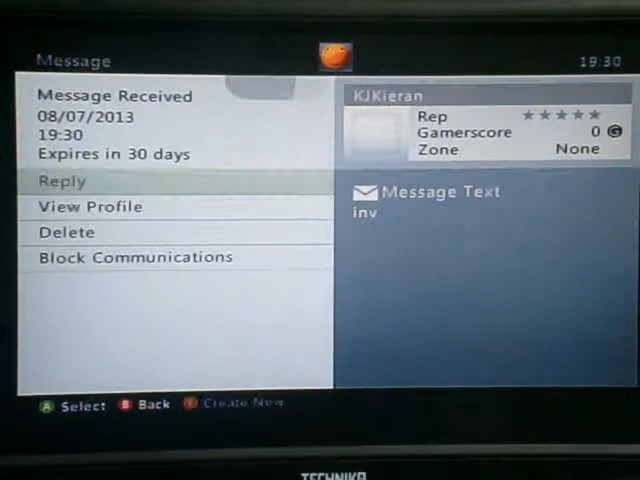 Message
19:30
Message Received
08/07/2013
19:30
Expires in 30 days
Reply
View Profile
Delete
Block Communications
KJKieran
Rep ★★★★★
Gamerscore 0 G
Zone None
Message Text
inv
A Select B Back Y Create New
TECHNIKA